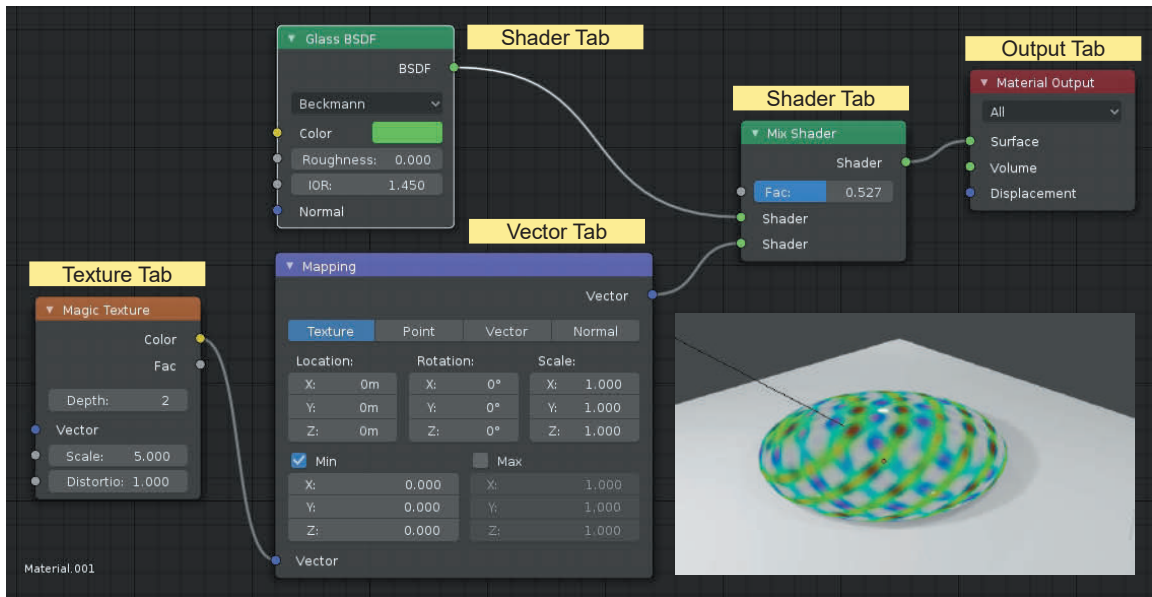 Glass BSDF
Shader Tab
BSDF
Beckmann
Color
Roughness: 0.000
IOR: 1.450
Normal
Shader Tab
Mix Shader
Shader
Fac: 0.527
Shader
Shader
Output Tab
Material Output
All
Surface
Volume
Displacement
Texture Tab
Magic Texture
Color
Fac
Depth: 2
Vector
Scale: 5.000
Distortio: 1.000
Vector Tab
Mapping
Vector
Texture Point Vector Normal
Location: Rotation: Scale:
X: 0m X: 0° X: 1.000
Y: 0m Y: 0° Y: 1.000
Z: 0m Z: 0° Z: 1.000
Min Max
X: 0.000 X: 1.000
Y: 0.000 Y: 1.000
Z: 0.000 Z: 1.000
Vector
Material.001